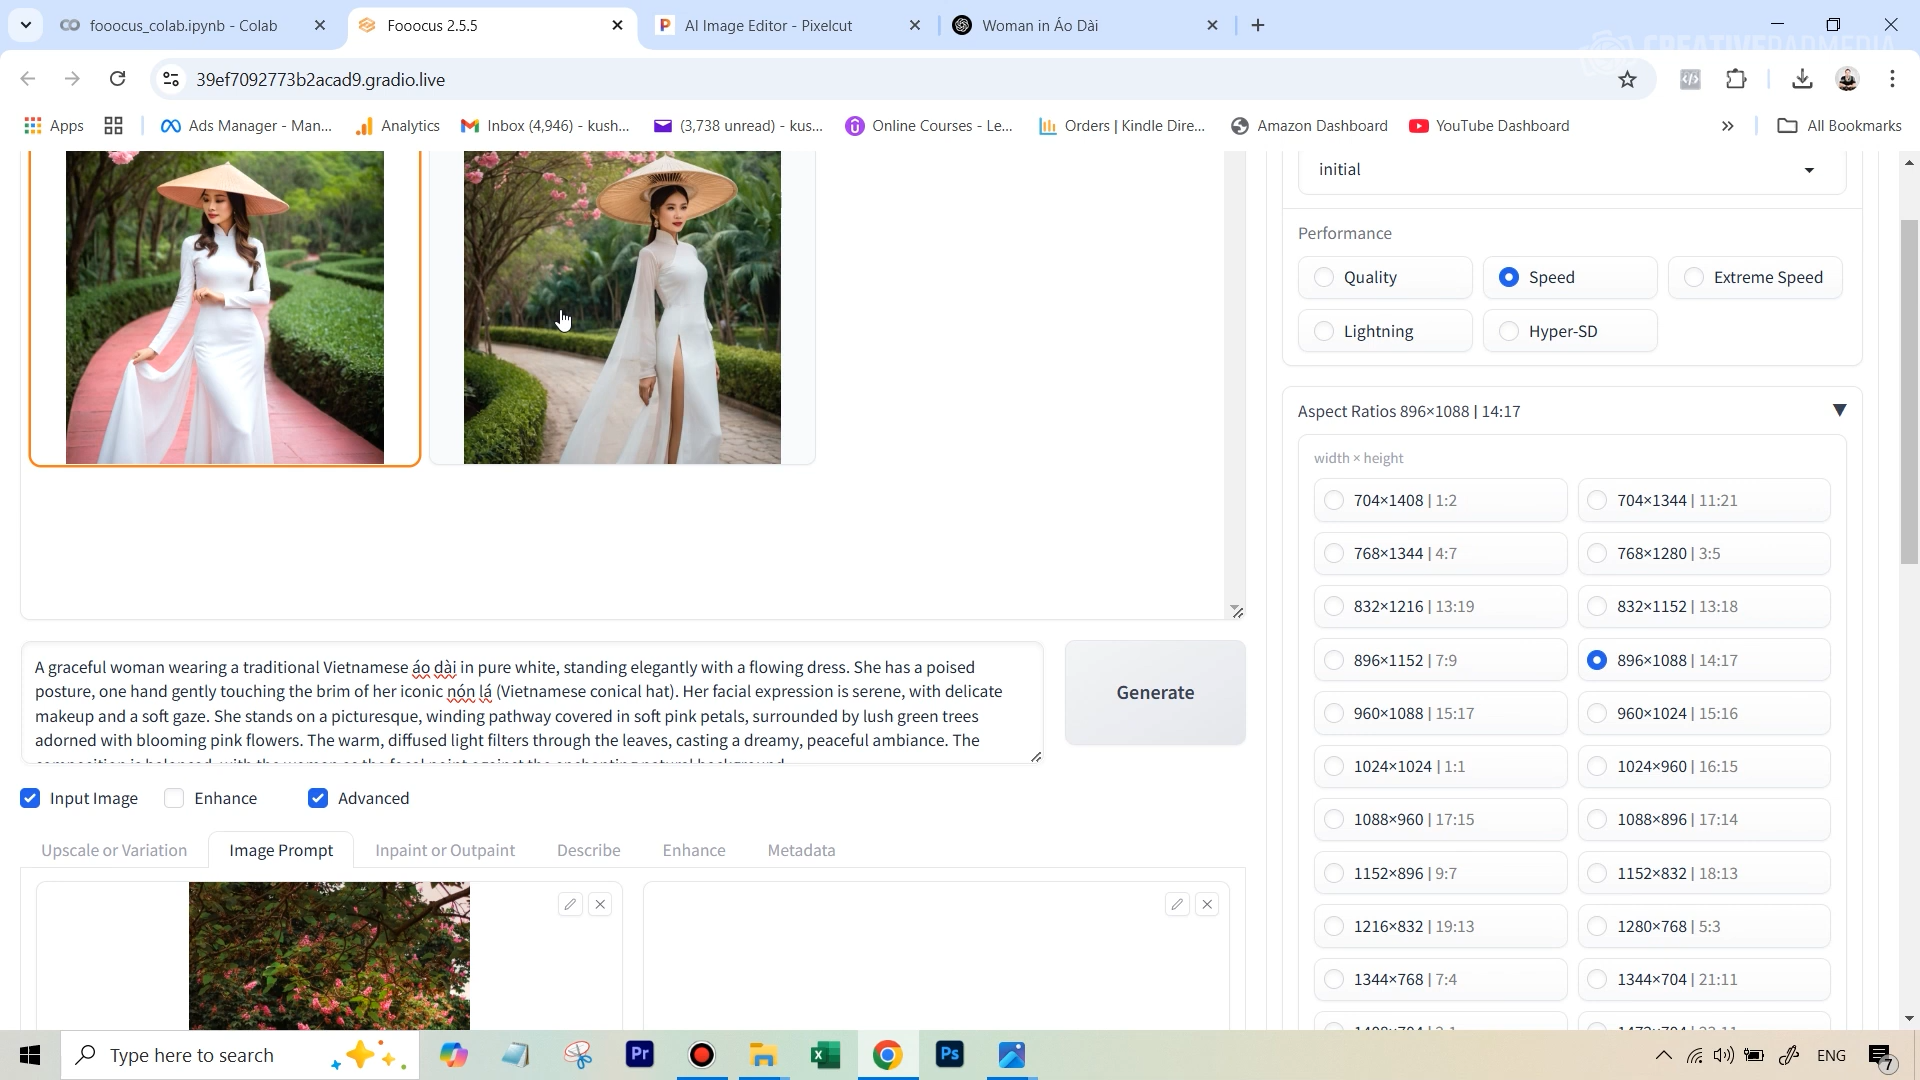 fooocus_colab.ipynb - Colab
Fooocus 2.5.5
AI Image Editor - Pixelcut
Woman in Áo Dài
CREATIVEDADMEDIA
39ef7092773b2acad9.gradio.live
Apps
Ads Manager - Man...
Analytics
Inbox (4,946) - kush...
(3,738 unread) - kus...
Online Courses - Le...
Orders | Kindle Dire...
Amazon Dashboard
YouTube Dashboard
All Bookmarks
initial
Performance
Quality
Speed
Extreme Speed
Lightning
Hyper-SD
Aspect Ratios 896×1088 | 14:17
width × height
704×1408 | 1:2
704×1344 | 11:21
768×1344 | 4:7
768×1280 | 3:5
832×1216 | 13:19
832×1152 | 13:18
896×1152 | 7:9
896×1088 | 14:17
960×1088 | 15:17
960×1024 | 15:16
1024×1024 | 1:1
1024×960 | 16:15
1088×960 | 17:15
1088×896 | 17:14
1152×896 | 9:7
1152×832 | 18:13
1216×832 | 19:13
1280×768 | 5:3
1344×768 | 7:4
1344×704 | 21:11
A graceful woman wearing a traditional Vietnamese áo dài in pure white, standing elegantly with a flowing dress. She has a poised
posture, one hand gently touching the brim of her iconic nón lá (Vietnamese conical hat). Her facial expression is serene, with delicate
makeup and a soft gaze. She stands on a picturesque, winding pathway covered in soft pink petals, surrounded by lush green trees
adorned with blooming pink flowers. The warm, diffused light filters through the leaves, casting a dreamy, peaceful ambiance. The
Generate
Input Image
Enhance
Advanced
Upscale or Variation
Image Prompt
Inpaint or Outpaint
Describe
Enhance
Metadata
Type here to search
Pr
Ps
ENG
7